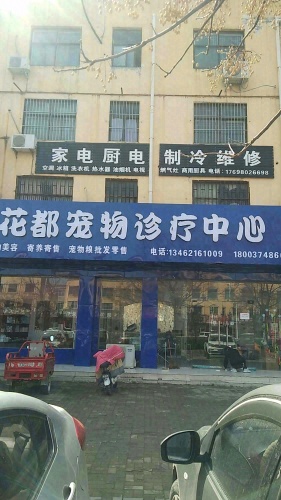 家电厨电 制冷维修
空调 冰箱 洗衣机 热水器 油烟机 电视 燃气灶 商用厨具 电话:17698026698
花都宠物诊疗中心
美容 寄养寄售 宠物粮批发零售 电话:13462161009 180037486